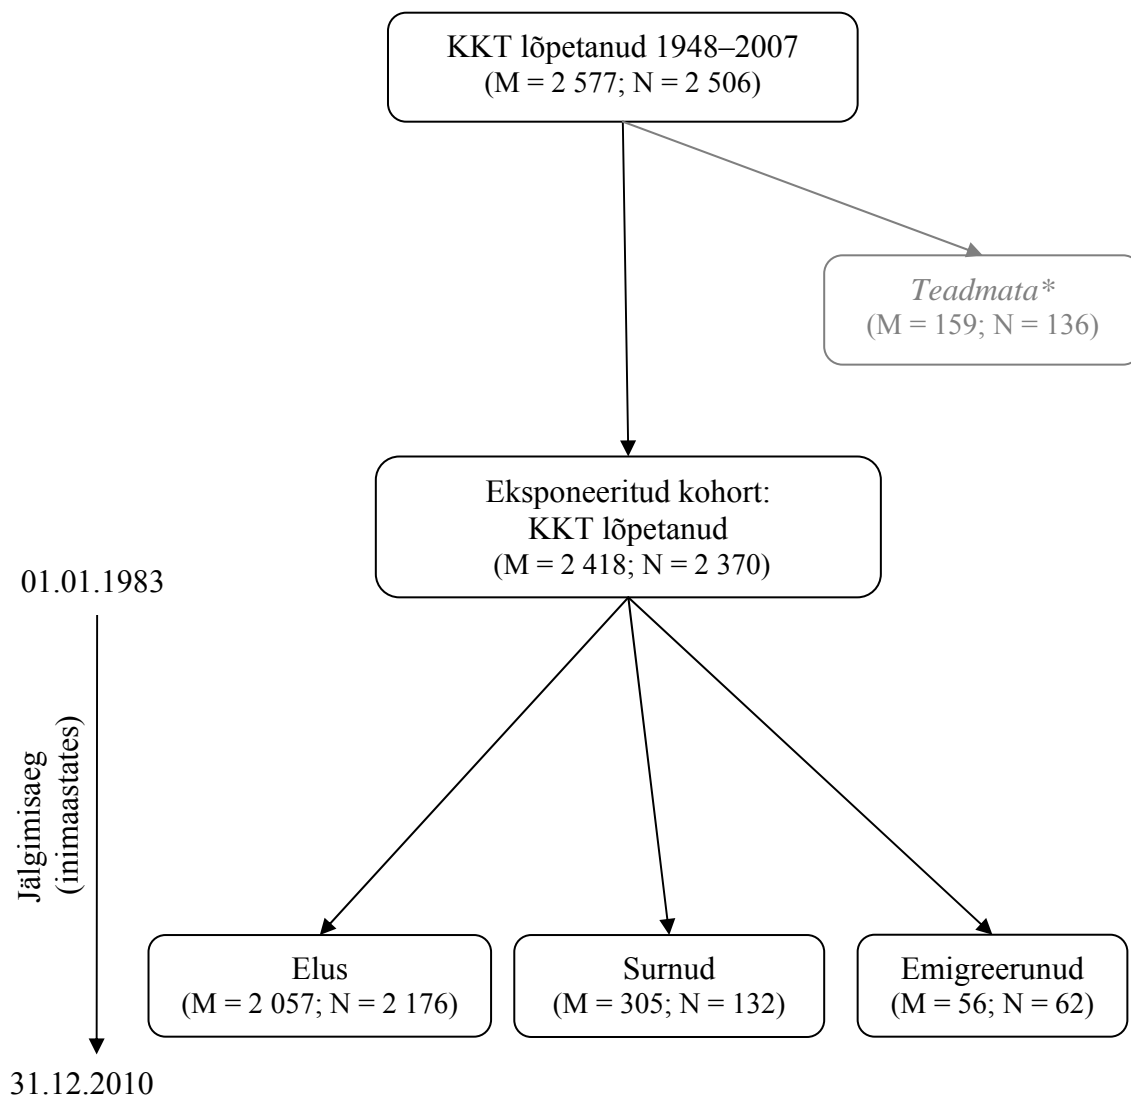 KKT lõpetanud 1948–2007
(M = 2 577; N = 2 506)
Teadmata*
(M = 159; N = 136)
Eksponeeritud kohort:
KKT lõpetanud
(M = 2 418; N = 2 370)
01.01.1983
Jälgimisaeg
(inimaastates)
Elus
(M = 2 057; N = 2 176)
Surnud
(M = 305; N = 132)
Emigreerunud
(M = 56; N = 62)
31.12.2010